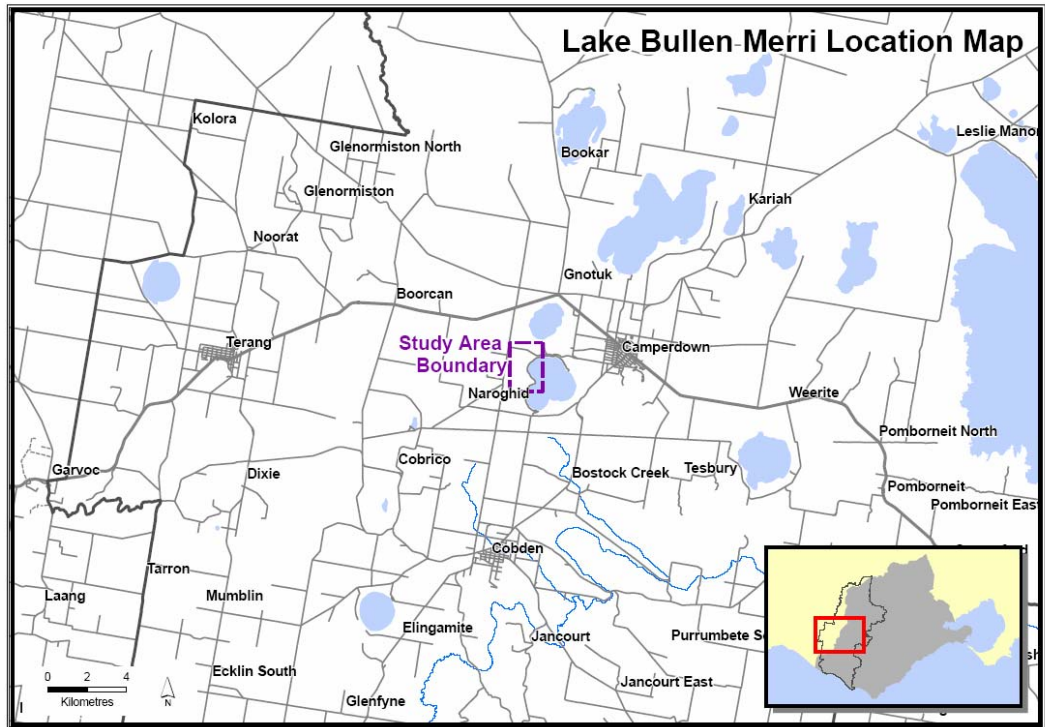 Lake Bullen Merri Location Map
Kolora
Leslie Manor
Glenormiston North
Bookar
Glenormiston
Kariah
Noorat
Gnotuk
Boorcan
Terang
Study Area
Boundary
Camperdown
Naroghid
Weerite
Pomborneit North
Garvoc
Dixie
Cobrico
Bostock Creek
Tesbury
Pomborneit
Pomborneit East
Cobden
Tarron
Laang
Mumblin
Elingamite
Jancourt
Purrumbete
Ecklin South
Jancourt East
Glenfyne
0 2 4
Kilometres
N